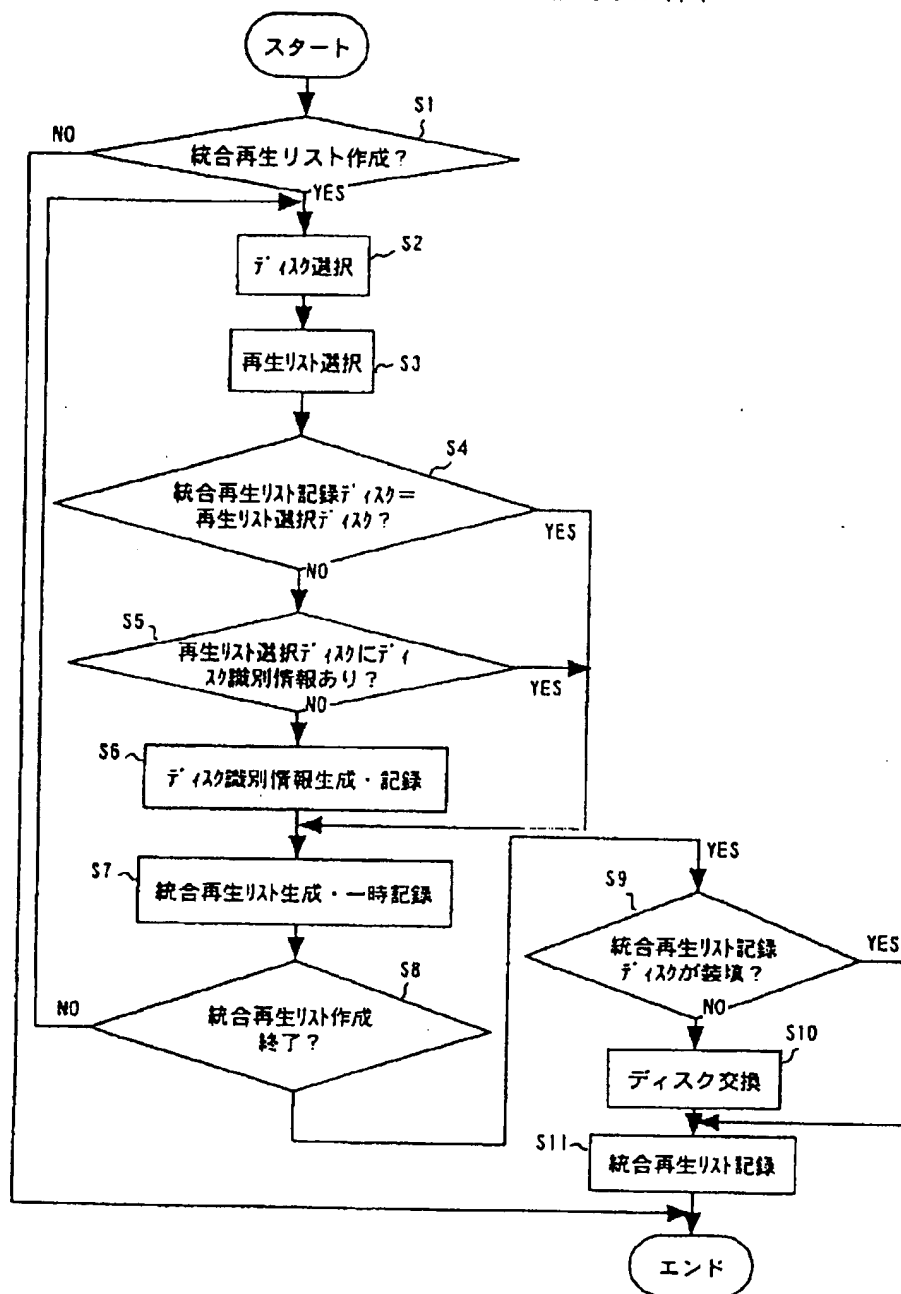 スタート
S1
NO
統合再生リスト作成?
YES
S2
ディスク選択
再生リスト選択
S3
S4
統合再生リスト記録ディスク=
再生リスト選択ディスク?
YES
NO
S5
再生リスト選択ディスクにディ
スク識別情報あり?
YES
NO
S6
ディスク識別情報生成・記録
S7
統合再生リスト生成・一時記録
S8
NO
統合再生リスト作成
終了?
YES
S9
統合再生リスト記録
ディスクが装填?
YES
NO
S10
ディスク交換
S11
統合再生リスト記録
エンド